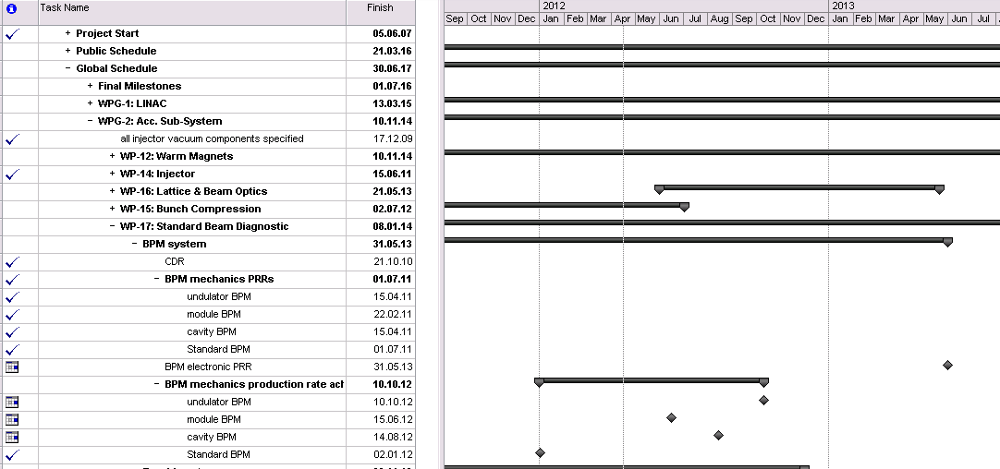 Task Name Finish 2012 2013
Sep Oct Nov Dec Jan Feb Mar Apr May Jun Jul Aug Sep Oct Nov Dec Jan Feb Mar Apr May Jun Jul
+ Project Start 05.06.07
+ Public Schedule 21.03.16
− Global Schedule 30.06.17
+ Final Milestones 01.07.16
+ WPG-1: LINAC 13.03.15
− WPG-2: Acc. Sub-System 10.11.14
all injector vacuum components specified 17.12.09
+ WP-12: Warm Magnets 10.11.14
+ WP-14: Injector 15.06.11
+ WP-16: Lattice & Beam Optics 21.05.13
+ WP-15: Bunch Compression 02.07.12
− WP-17: Standard Beam Diagnostic 08.01.14
− BPM system 31.05.13
CDR 21.10.10
− BPM mechanics PRRs 01.07.11
undulator BPM 15.04.11
module BPM 22.02.11
cavity BPM 15.04.11
Standard BPM 01.07.11
BPM electronic PRR 31.05.13
− BPM mechanics production rate acl 10.10.12
undulator BPM 10.10.12
module BPM 15.06.12
cavity BPM 14.08.12
Standard BPM 02.01.12